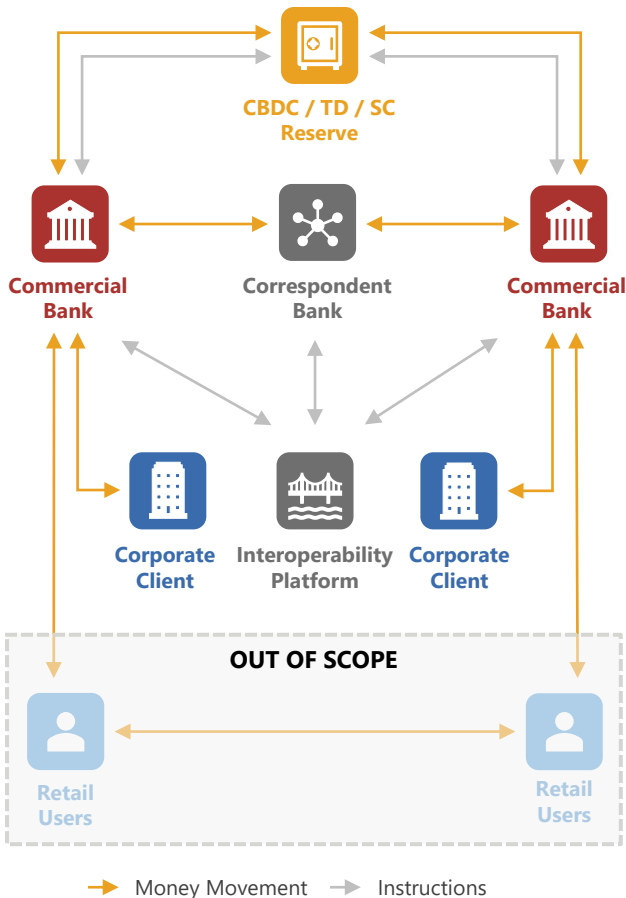 CBDC / TD / SC
Reserve
Commercial
Bank
Correspondent
Bank
Commercial
Bank
Corporate
Client
Interoperability
Platform
Corporate
Client
OUT OF SCOPE
Retail
Users
Retail
Users
Money Movement
Instructions